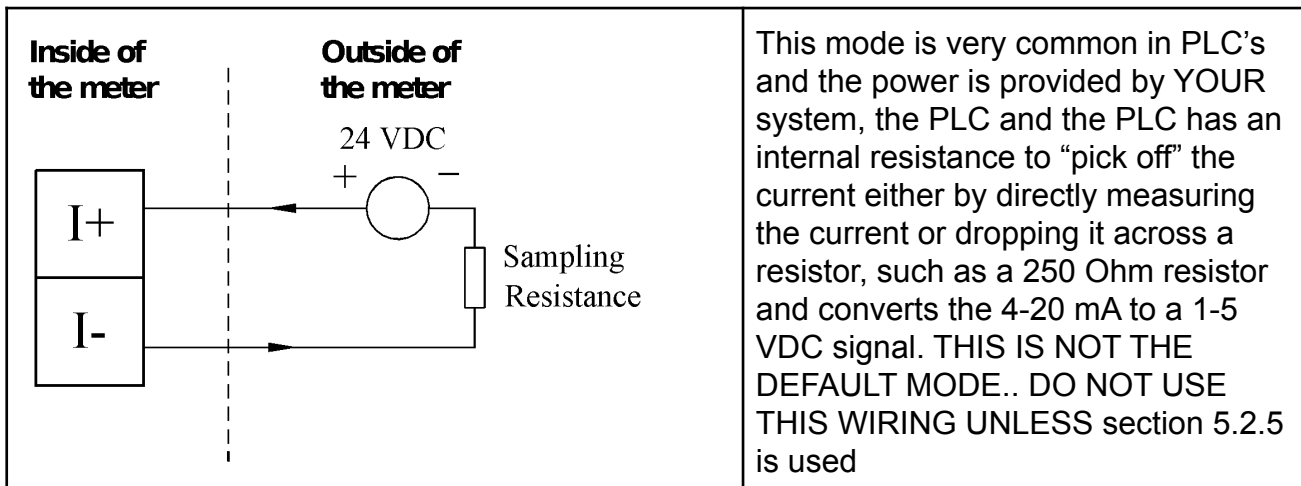 Inside of
the meter
Outside of
the meter
24 VDC
+ −
I+
I-
Sampling
Resistance
This mode is very common in PLC’s
and the power is provided by YOUR
system, the PLC and the PLC has an
internal resistance to “pick off” the
current either by directly measuring
the current or dropping it across a
resistor, such as a 250 Ohm resistor
and converts the 4-20 mA to a 1-5
VDC signal. THIS IS NOT THE
DEFAULT MODE.. DO NOT USE
THIS WIRING UNLESS section 5.2.5
is used